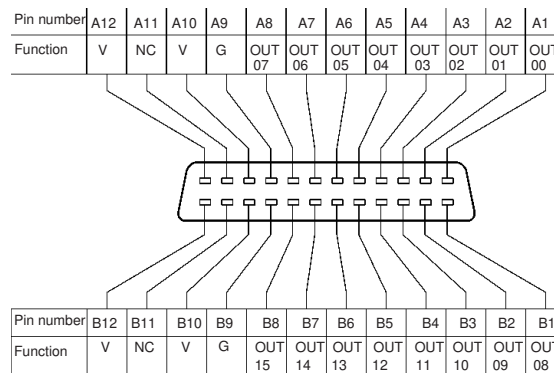 Pin number A12 A11 A10 A9 A8 A7 A6 A5 A4 A3 A2 A1
Function V NC V G OUT OUT OUT OUT OUT OUT OUT OUT
07 06 05 04 03 02 01 00
Pin number B12 B11 B10 B9 B8 B7 B6 B5 B4 B3 B2 B1
Function V NC V G OUT OUT OUT OUT OUT OUT OUT OUT
15 14 13 12 11 10 09 08